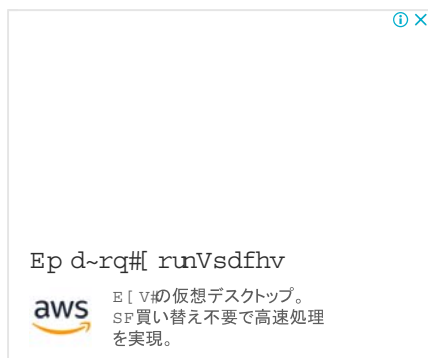 Ep d~rq#[ runVsdfhv
aws
E[ V#の仮想デスクトップ。
SF買い替え不要で高速処理
を実現。